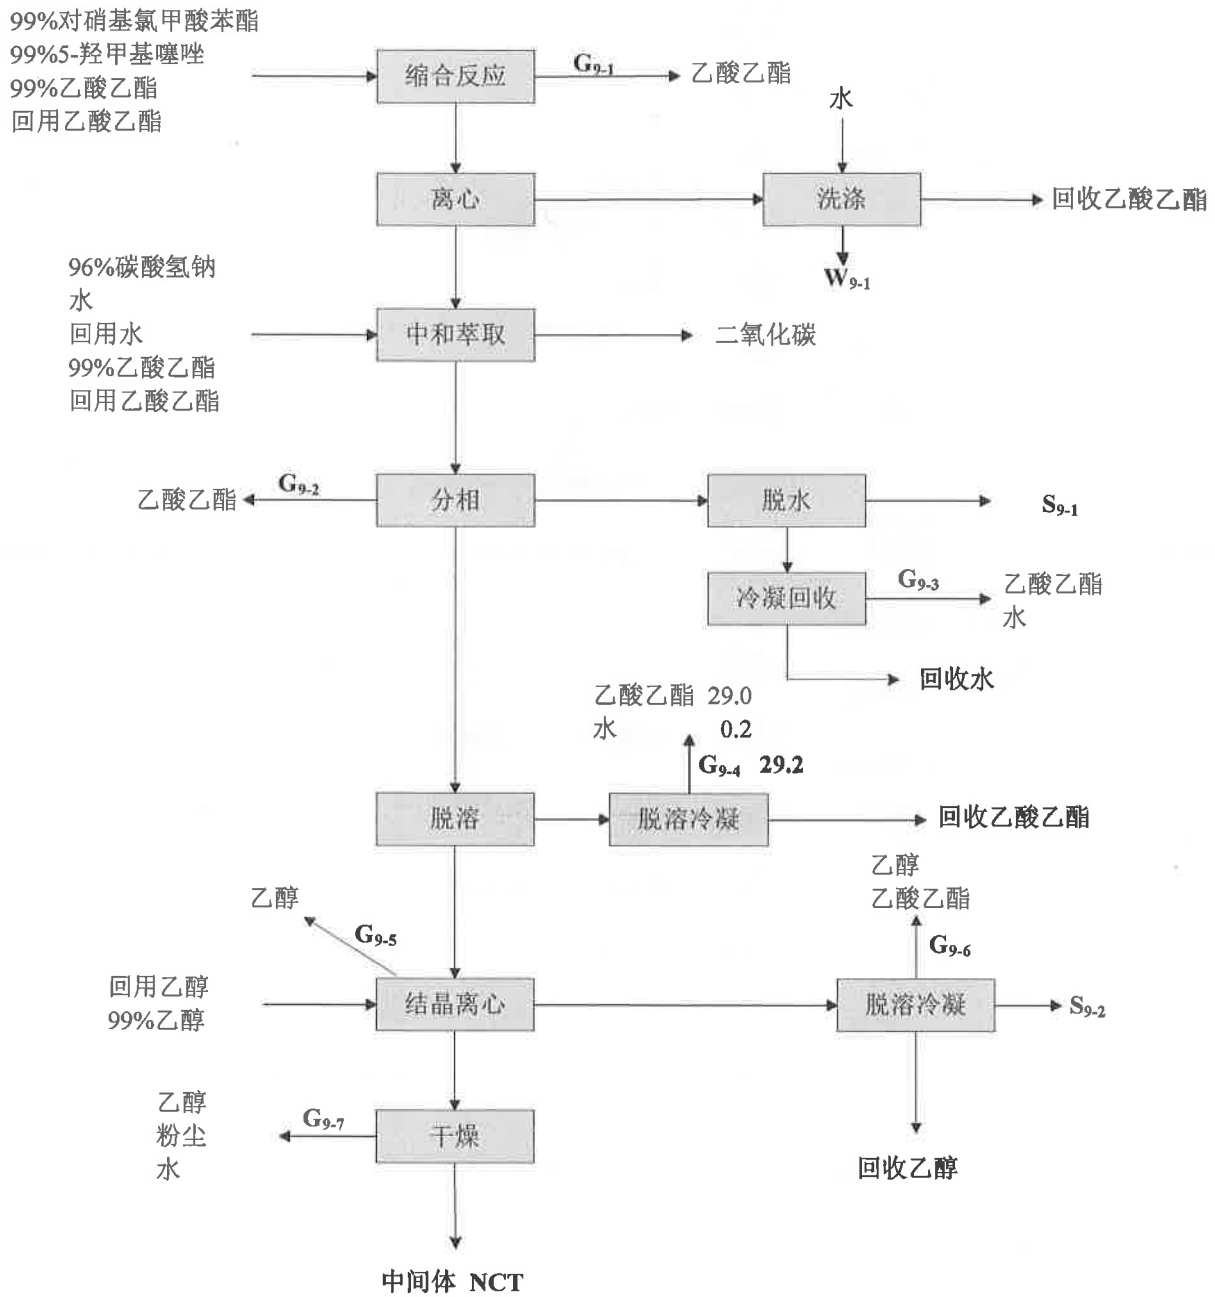 99%对硝基氯甲酸苯酯
99%5-羟甲基噻唑
99%乙酸乙酯
回用乙酸乙酯
缩合反应
G9-1
乙酸乙酯
水
离心
洗涤
回收乙酸乙酯
W9-1
96%碳酸氢钠
水
回用水
99%乙酸乙酯
回用乙酸乙酯
中和萃取
二氧化碳
乙酸乙酯
G9-2
分相
脱水
S9-1
冷凝回收
G9-3
乙酸乙酯
水
回收水
乙酸乙酯 29.0
水 0.2
G9-4 29.2
脱溶
脱溶冷凝
回收乙酸乙酯
乙醇
乙酸乙酯
G9-6
乙醇
G9-5
回用乙醇
99%乙醇
结晶离心
脱溶冷凝
S9-2
回收乙醇
乙醇
粉尘
水
G9-7
干燥
中间体 NCT